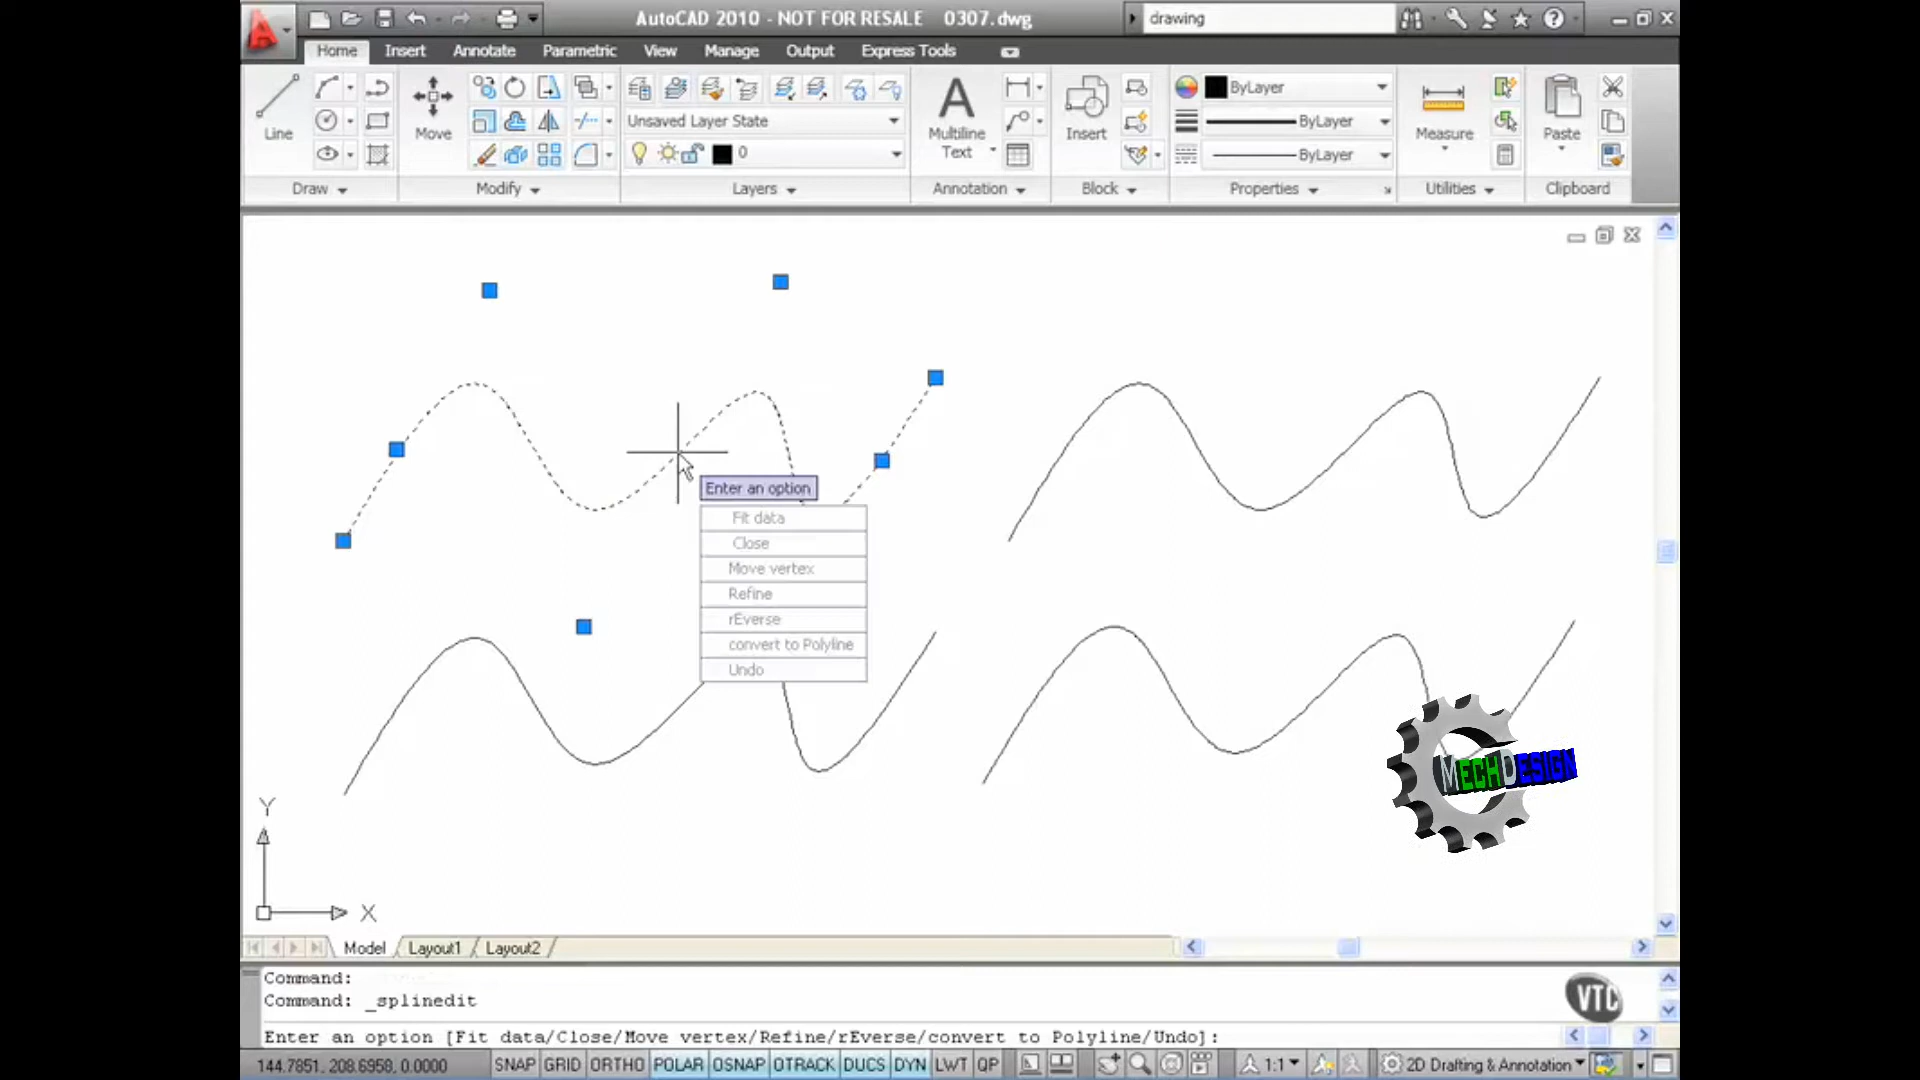 AutoCAD 2010 - NOT FOR RESALE 0307.dwg
drawing
Home Insert Annotate Parametric View Manage Output Express Tools
Line Move Multiline Text Insert Measure Paste
Unsaved Layer State
0
ByLayer
ByLayer
ByLayer
Draw Modify Layers Annotation Block Properties Utilities Clipboard
Enter an option
Fit data
Close
Move vertex
Refine
rEverse
convert to Polyline
Undo
MECHDESIGN
Y
X
Model Layout1 Layout2
Command:
Command: _splinedit
VTC
Enter an option [Fit data/Close/Move vertex/Refine/rEverse/convert to Polyline/Undo]:
144.7851, 208.6958, 0.0000 SNAP GRID ORTHO POLAR OSNAP OTRACK DUCS DYN LWT QP 1:1 2D Drafting & Annotation